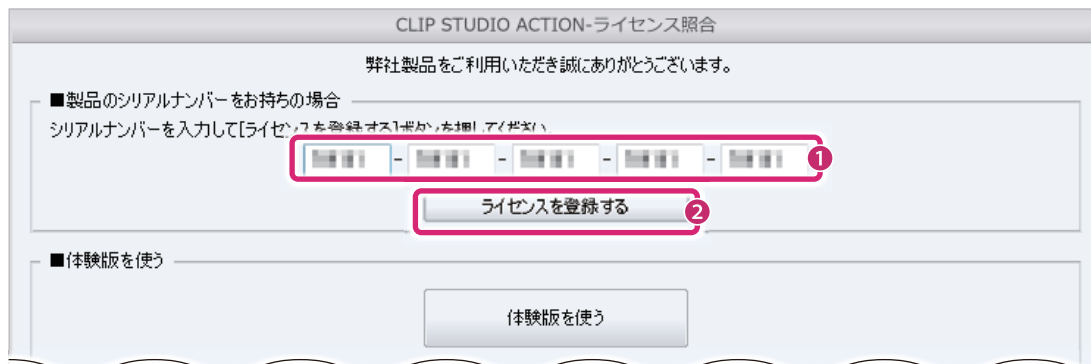 CLIP STUDIO ACTION-ライセンス照合
弊社製品をご利用いただき誠にありがとうございます。
■製品のシリアルナンバーをお持ちの場合
シリアルナンバーを入力して[ライセンスを登録する]ボタンを押してください
- - - - ❶
ライセンスを登録する ❷
■体験版を使う
体験版を使う